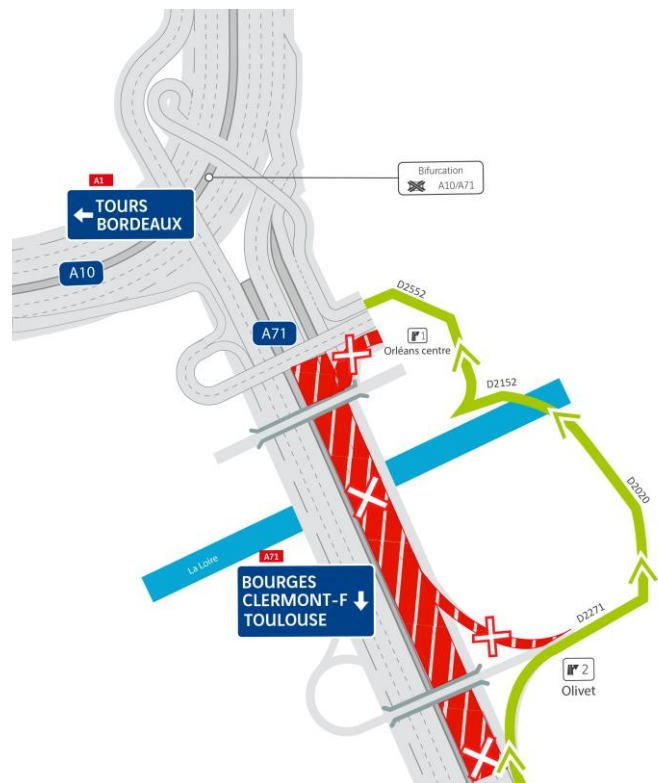 Bifurcation
A10/A71
A1
TOURS
BORDEAUX
A10
D2552
A71
1
Orléans centre
D2152
D2020
La Loire
A71
BOURGES
CLERMONT-F
TOULOUSE
D2271
2
Olivet